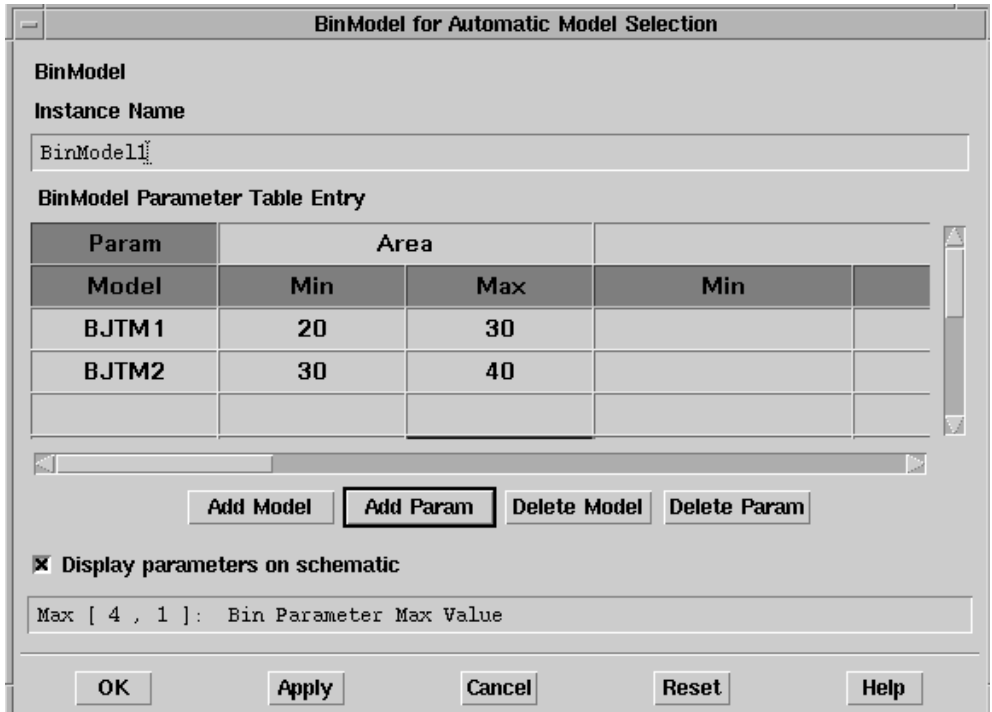 BinModel for Automatic Model Selection
BinModel
Instance Name
BinModel1
BinModel Parameter Table Entry
Param Area
Model Min Max Min
BJTM1 20 30
BJTM2 30 40
Add Model Add Param Delete Model Delete Param
Display parameters on schematic
Max [ 4 , 1 ]: Bin Parameter Max Value
OK Apply Cancel Reset Help